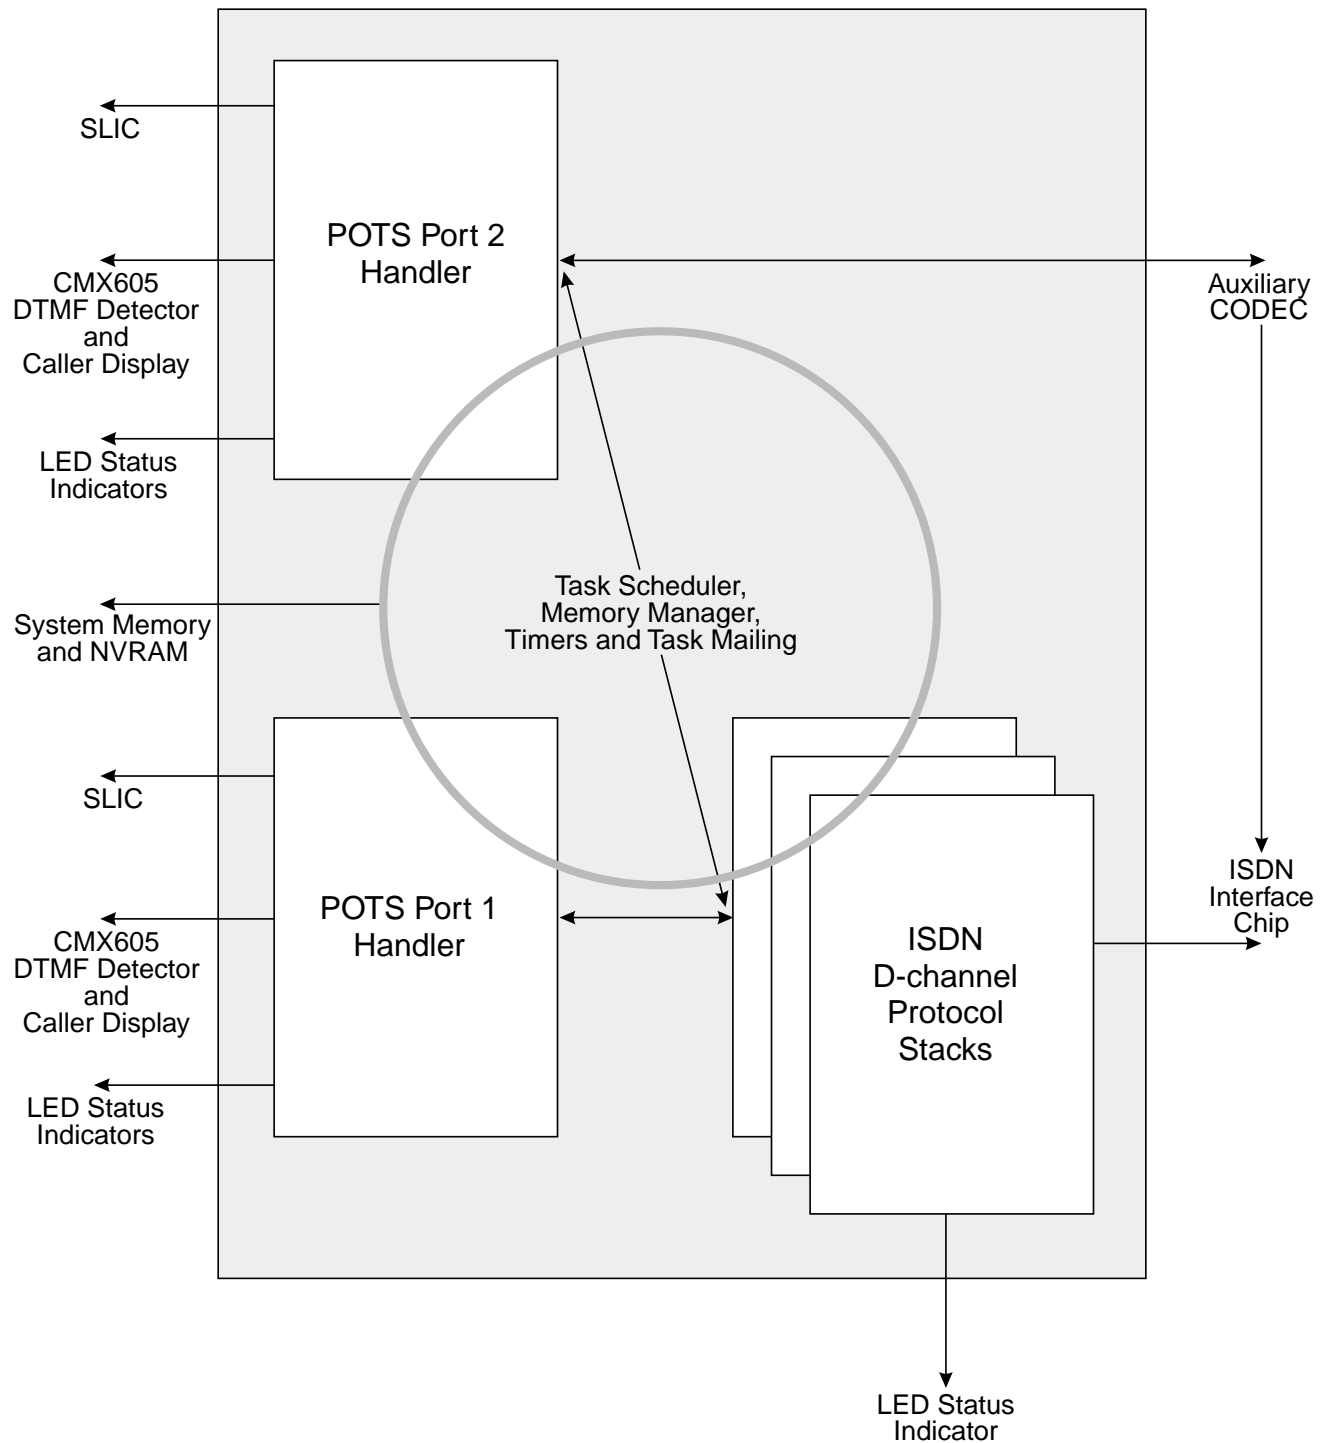 SLIC
POTS Port 2
Handler
CMX605
DTMF Detector
and
Caller Display
Auxiliary
CODEC
LED Status
Indicators
Task Scheduler,
Memory Manager,
Timers and Task Mailing
System Memory
and NVRAM
SLIC
POTS Port 1
Handler
CMX605
DTMF Detector
and
Caller Display
ISDN
D-channel
Protocol
Stacks
ISDN
Interface
Chip
LED Status
Indicators
LED Status
Indicator